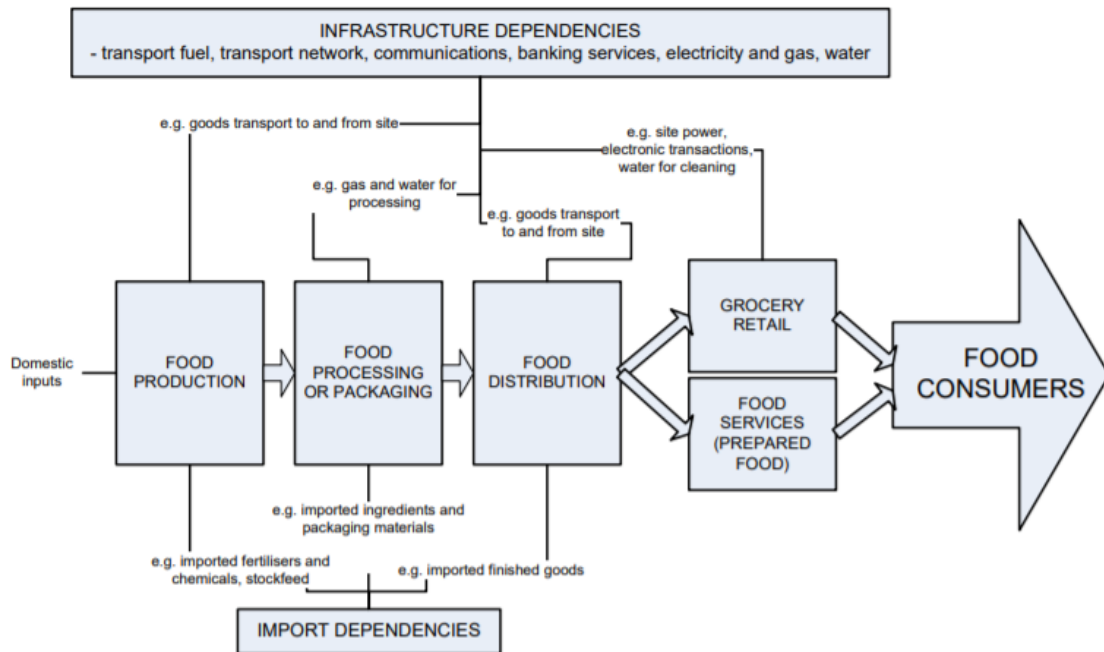 INFRASTRUCTURE DEPENDENCIES
- transport fuel, transport network, communications, banking services, electricity and gas, water
e.g. goods transport to and from site
e.g. site power,
electronic transactions,
water for cleaning
e.g. gas and water for
processing
e.g. goods transport
to and from site
Domestic
inputs
FOOD
PRODUCTION
FOOD
PROCESSING
OR PACKAGING
FOOD
DISTRIBUTION
GROCERY
RETAIL
FOOD
SERVICES
(PREPARED
FOOD)
FOOD
CONSUMERS
e.g. imported ingredients and
packaging materials
e.g. imported fertilisers and
chemicals, stockfeed
e.g. imported finished goods
IMPORT DEPENDENCIES